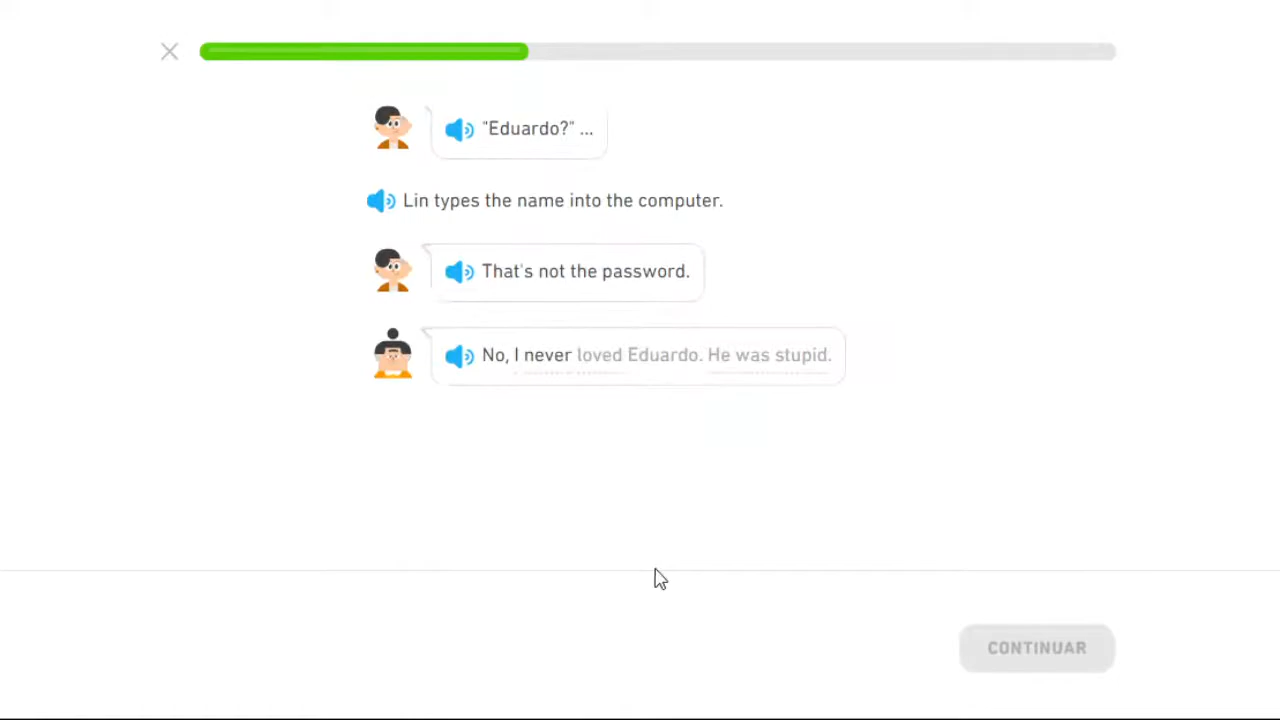 "Eduardo?" ...
Lin types the name into the computer.
That's not the password.
No, I never loved Eduardo. He was stupid.
CONTINUAR